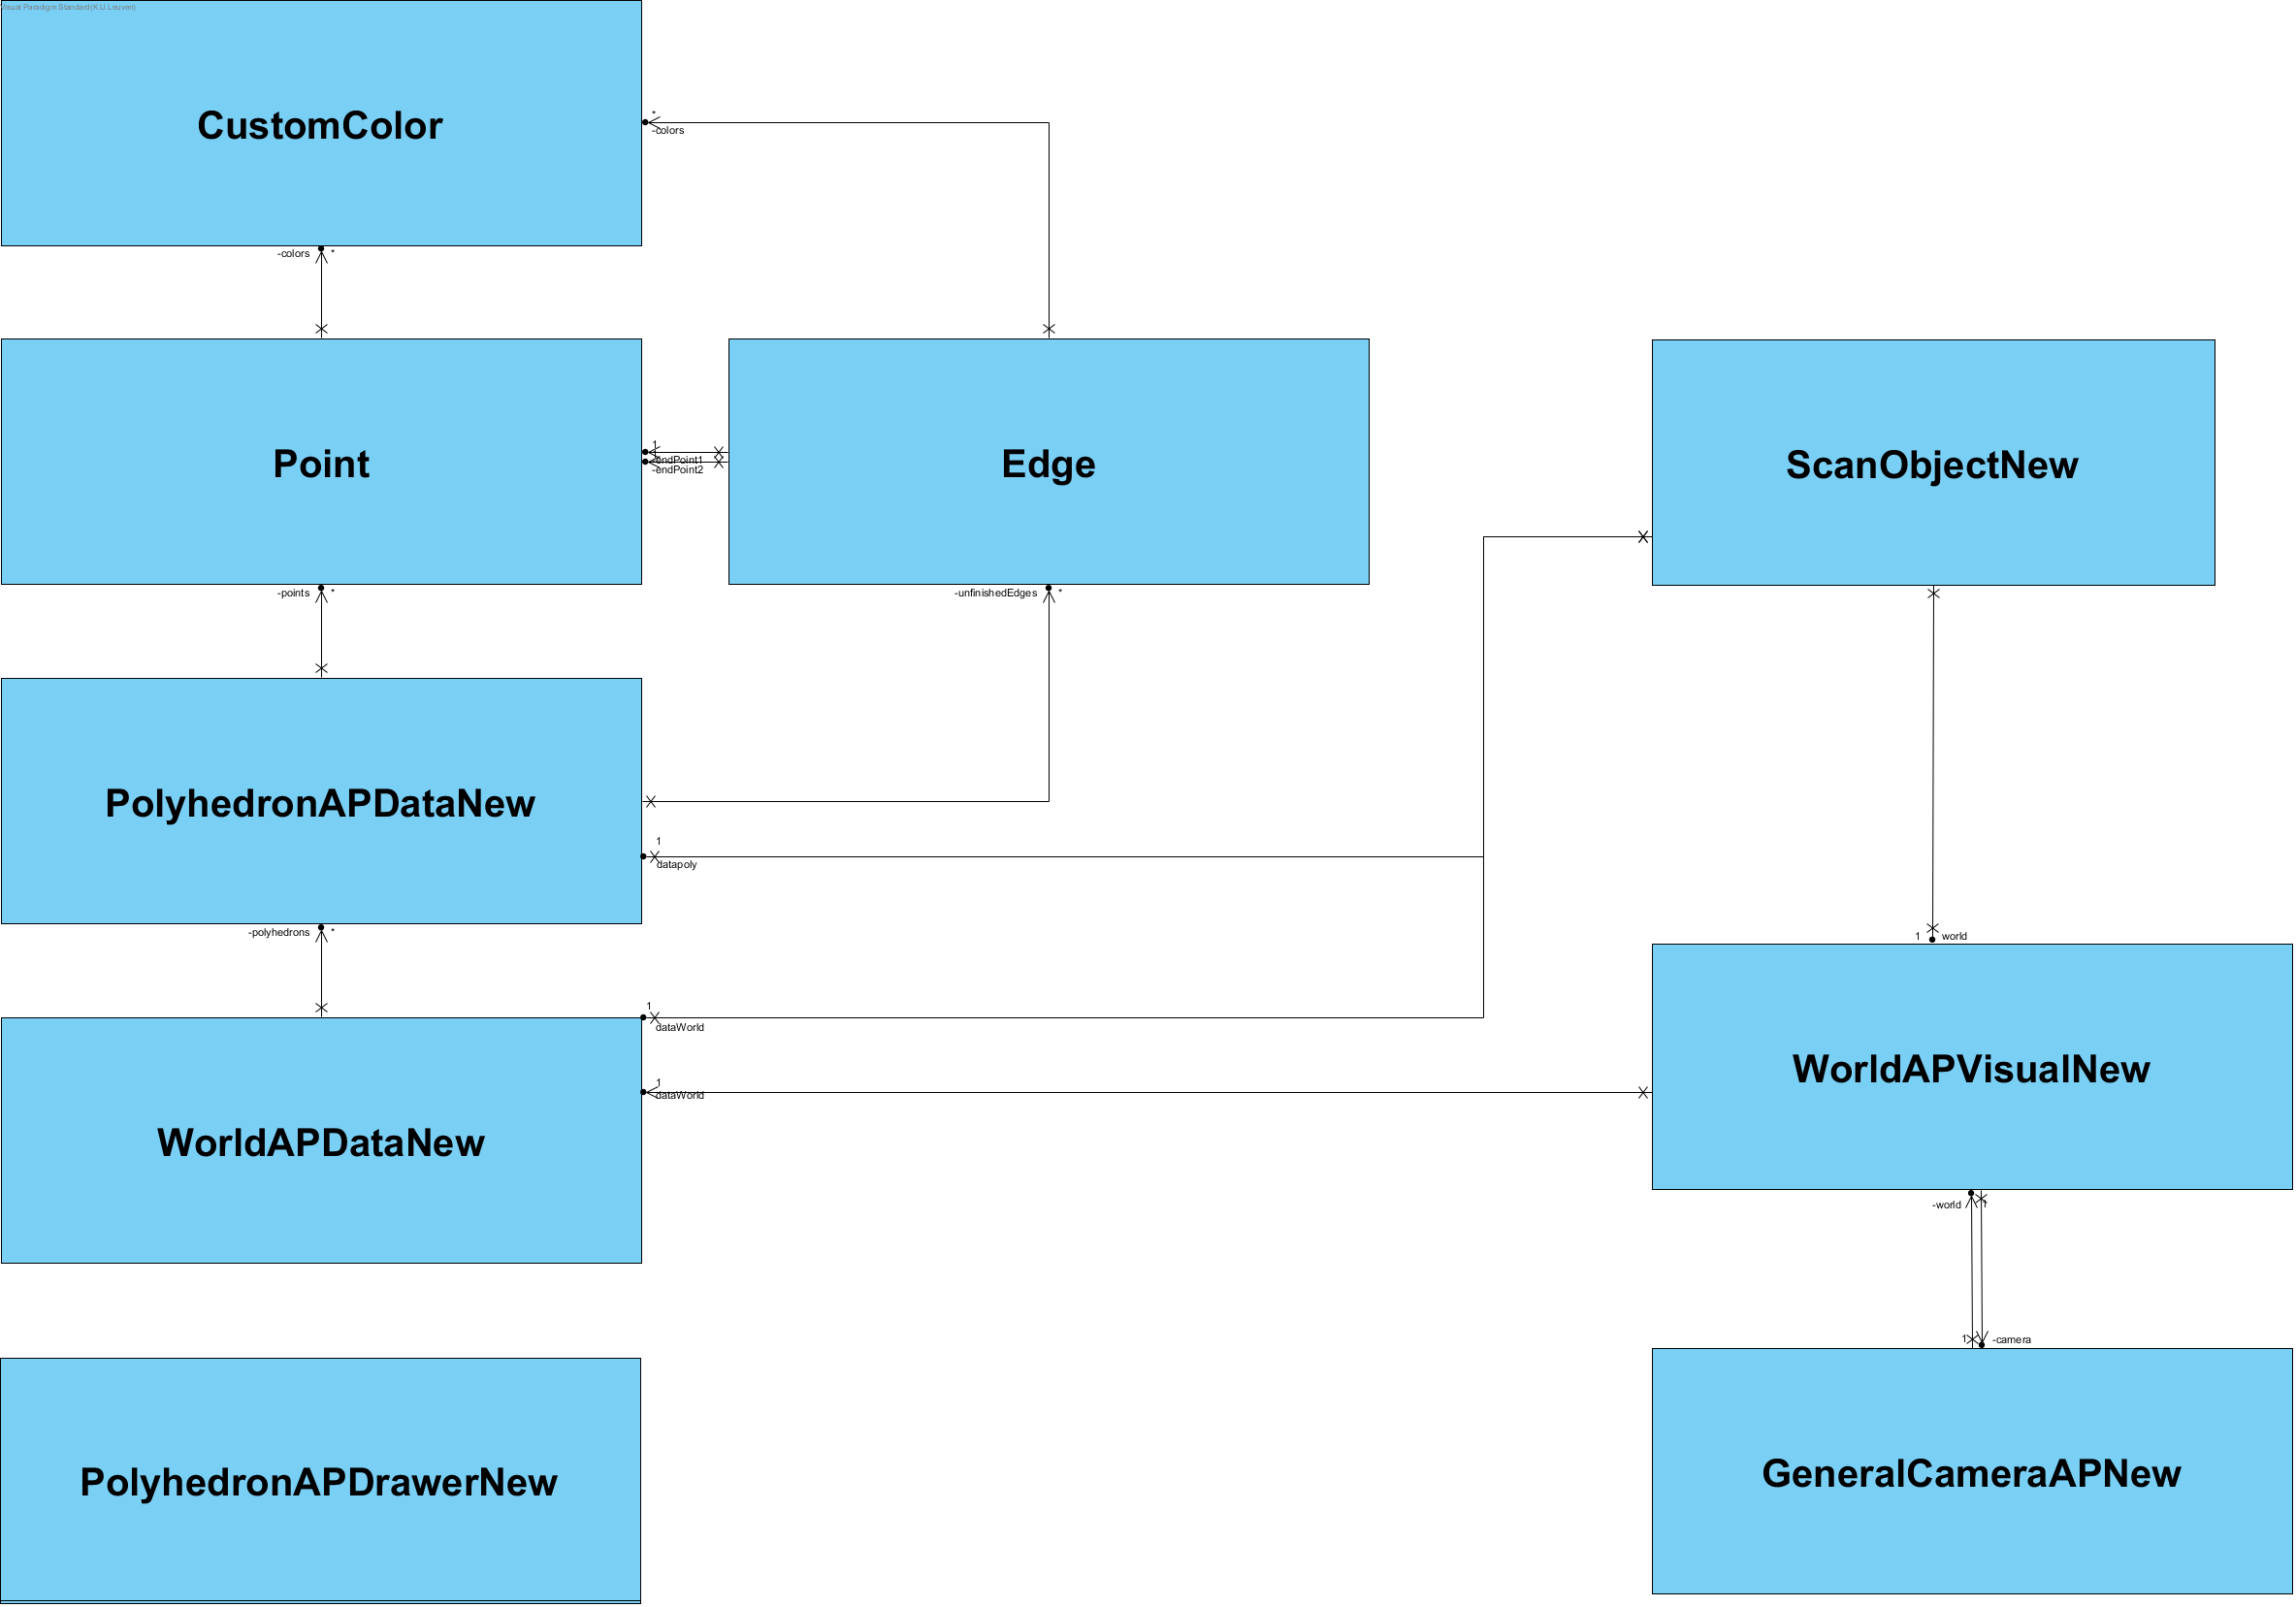 Visual Paradigm Standard(K.U.Leuven)
CustomColor
*
-colors
-colors
*
Point
1
-endPoint1
-endPoint2
Edge
ScanObjectNew
-points
*
-unfinishedEdges
*
PolyhedronAPDataNew
1
datapoly
-polyhedrons
*
1
world
1
dataWorld
WorldAPVisualNew
1
dataWorld
WorldAPDataNew
-world
1
1
-camera
PolyhedronAPDrawerNew
GeneralCameraAPNew